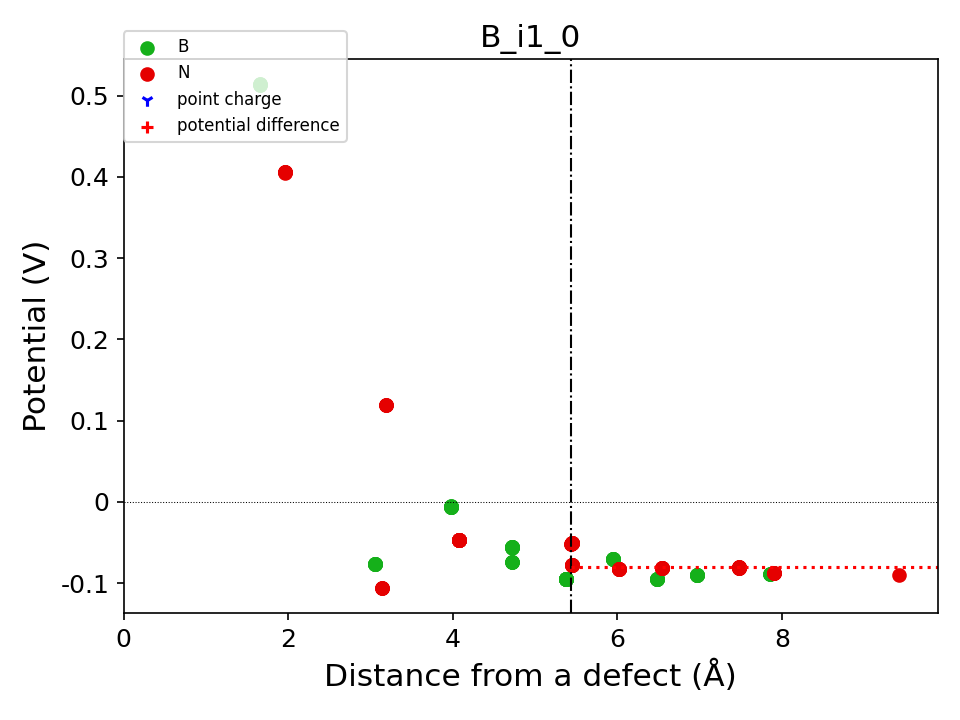 B_i1_0
B
N
point charge
potential difference
0.5
0.4
0.3
0.2
0.1
0
-0.1
Potential (V)
0 2 4 6 8
Distance from a defect (Å)